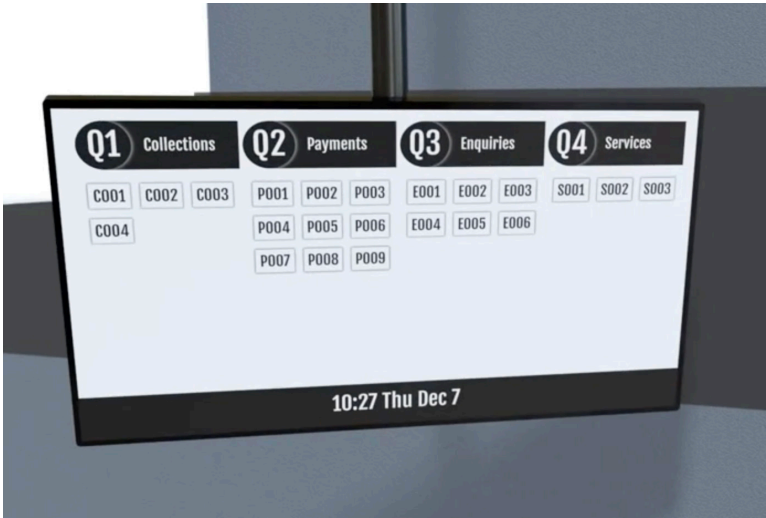 Q1 Collections
C001 C002 C003
C004
Q2 Payments
P001 P002 P003
P004 P005 P006
P007 P008 P009
Q3 Enquiries
E001 E002 E003
E004 E005 E006
Q4 Services
S001 S002 S003
10:27 Thu Dec 7